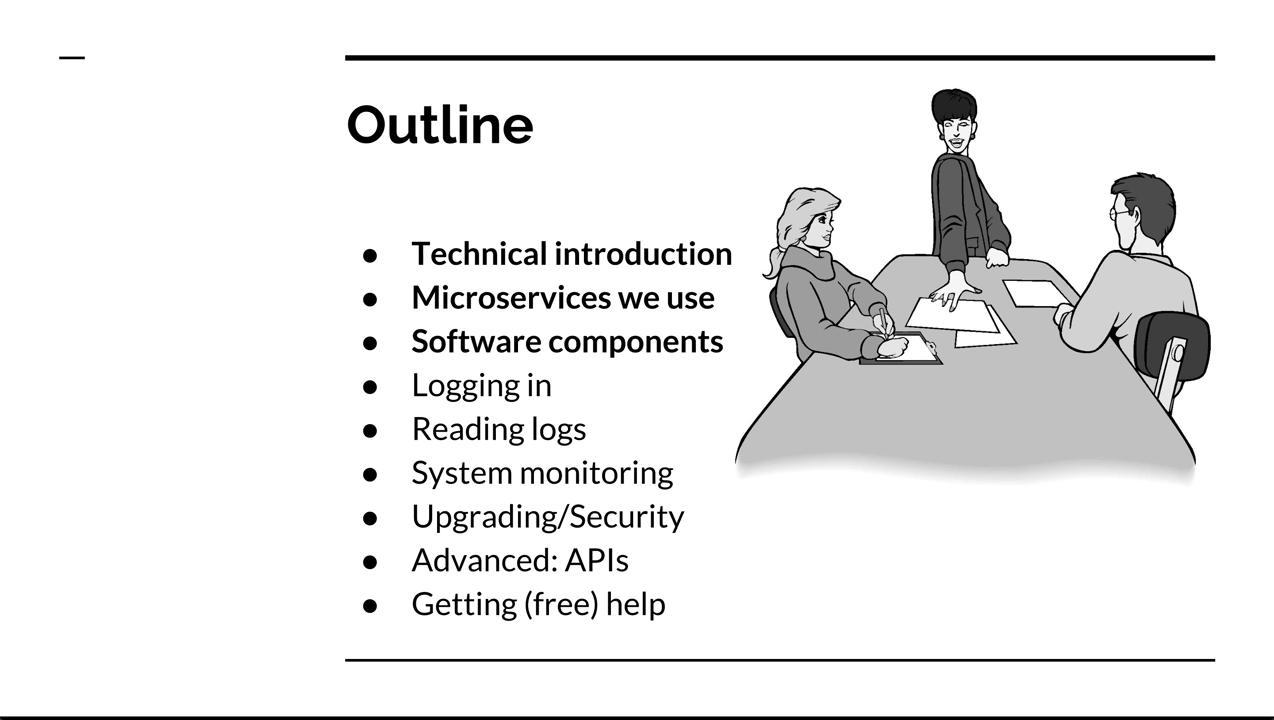 Outline
● Technical introduction
● Microservices we use
● Software components
● Logging in
● Reading logs
● System monitoring
● Upgrading/Security
● Advanced: APIs
● Getting (free) help